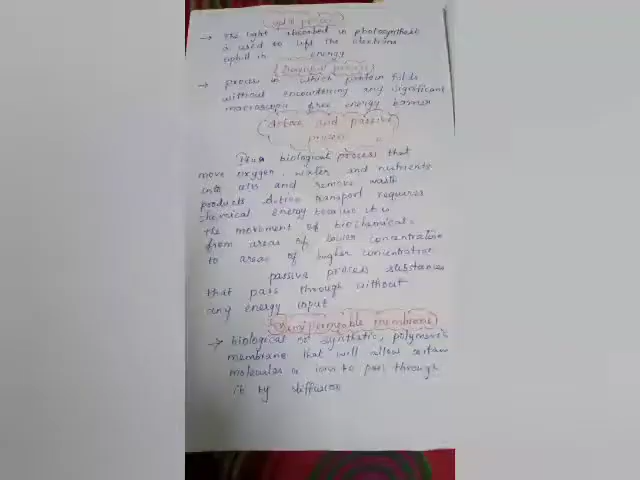 uphill process
→ The light absorbed in photosynthesis
is used to lift the electrons
uphill in energy
Downhill process
→ process in which protein folds
without encountering any significant
macroscopic free energy barrier
Active and passive
process
biological process that
move oxygen, water and nutrients
into cells and remove waste
products Active transport requires
chemical energy because it is
the movement of biochemicals
from areas of lower concentration
to areas of higher concentration
passive process substances
that pass through without
any energy input
Semipermeable membrane
→ biological or synthetic, polymeric
membrane that will allow certain
molecules or ions to pass through
it by diffusion